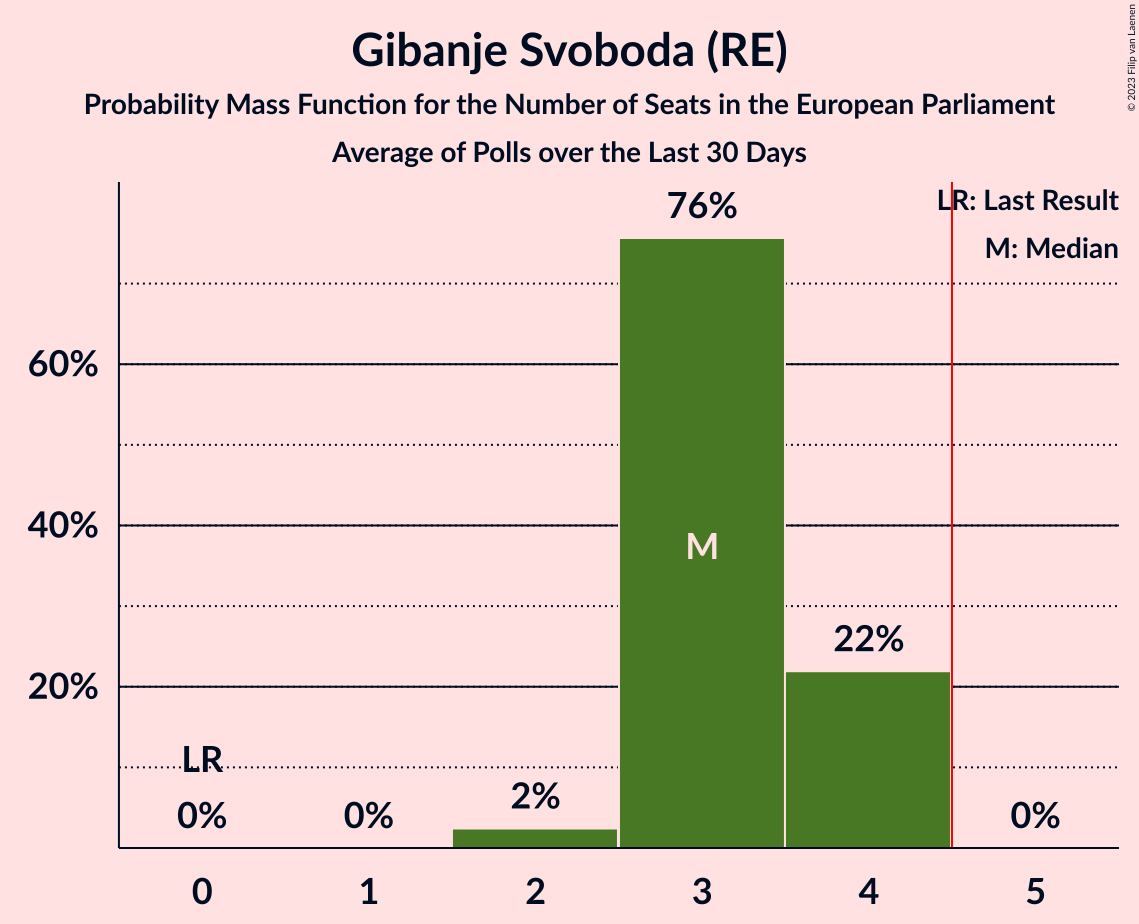 Gibanje Svoboda (RE)
Probability Mass Function for the Number of Seats in the European Parliament
Average of Polls over the Last 30 Days
© 2023 Filip van Laenen
LR: Last Result
M: Median
76%
60%
40%
M
22%
20%
LR
2%
0%
0%
0%
0
1
2
3
4
5